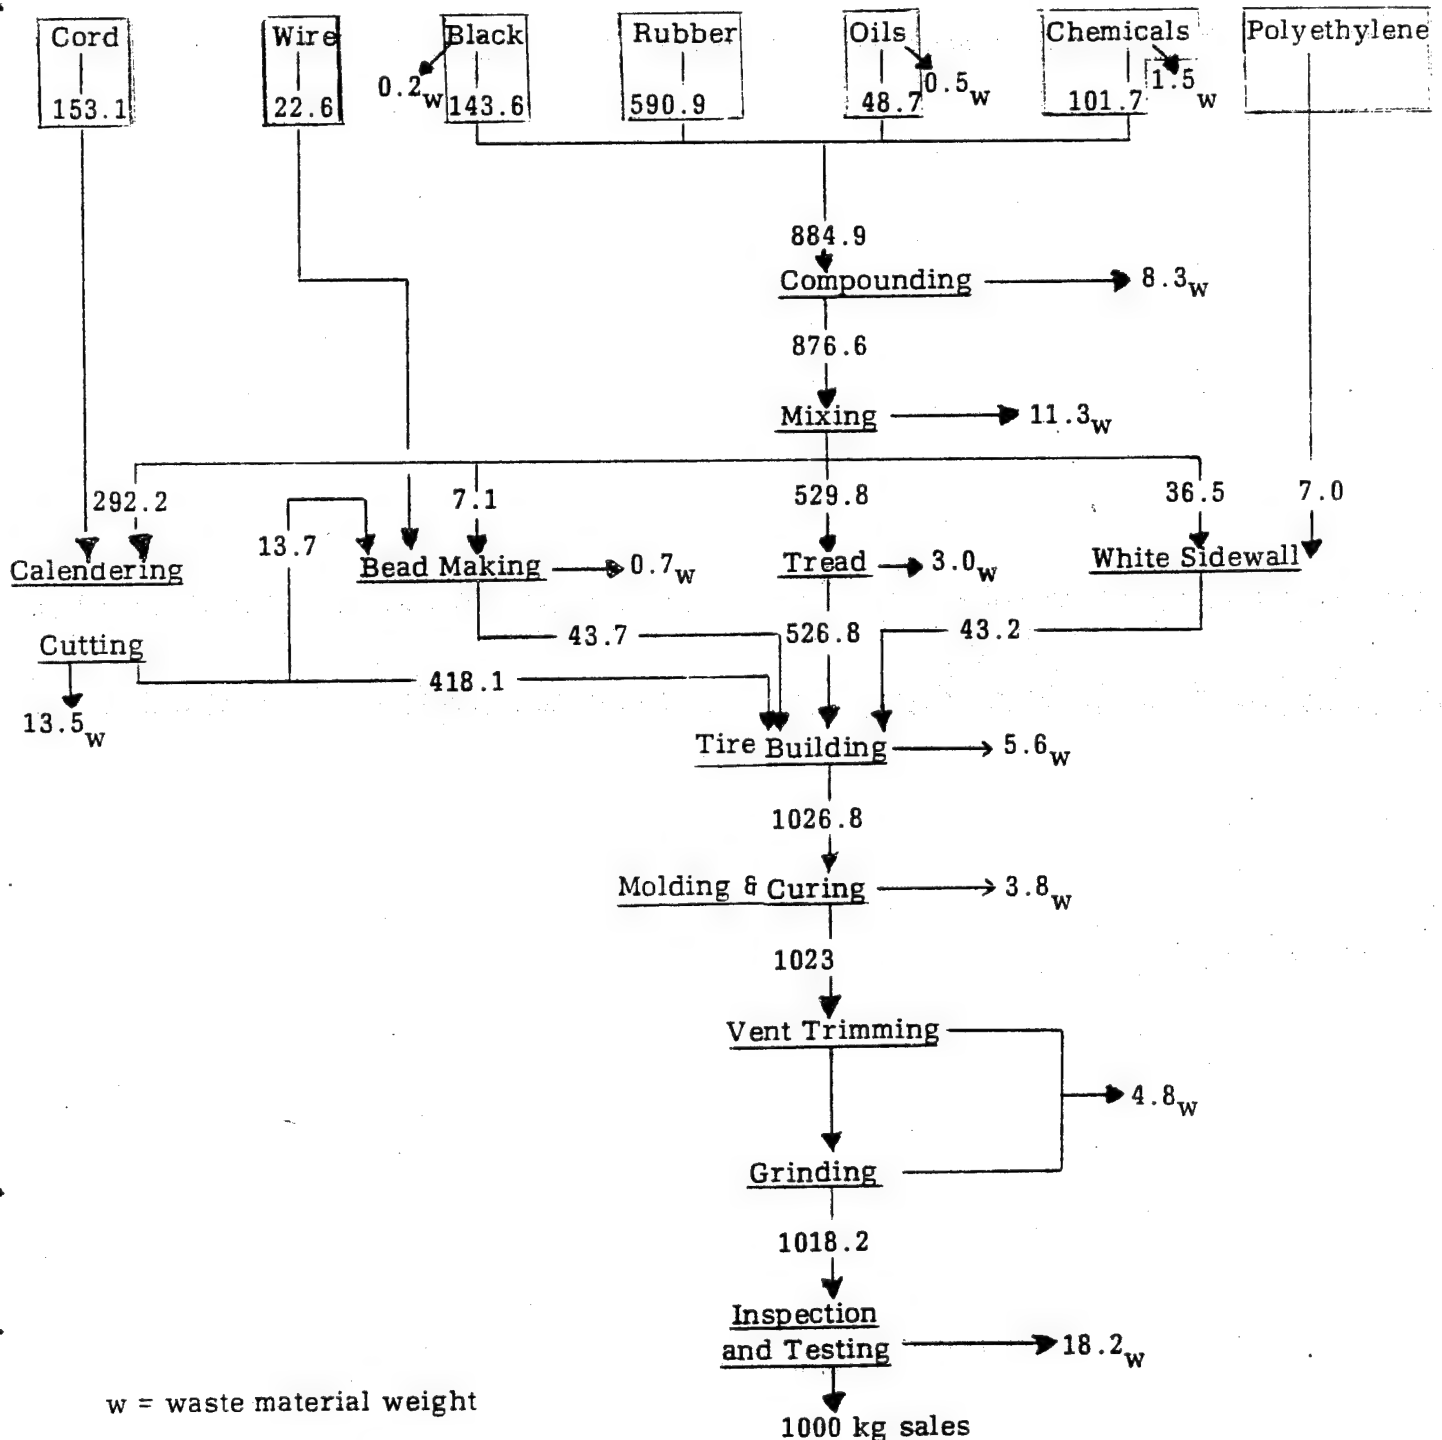 Cord Wire Black Rubber Oils Chemicals Polyethylene
0.2w 0.5w 1.5w
153.1 22.6 143.6 590.9 48.7 101.7
884.9
Compounding 8.3w
876.6
Mixing 11.3w
292.2 7.1 529.8 36.5 7.0
13.7
Calendering Bead Making 0.7w Tread 3.0w White Sidewall
Cutting 43.7 526.8 43.2
418.1
13.5w
Tire Building 5.6w
1026.8
Molding & Curing 3.8w
1023
Vent Trimming
4.8w
Grinding
1018.2
Inspection
and Testing 18.2w
w = waste material weight
1000 kg sales